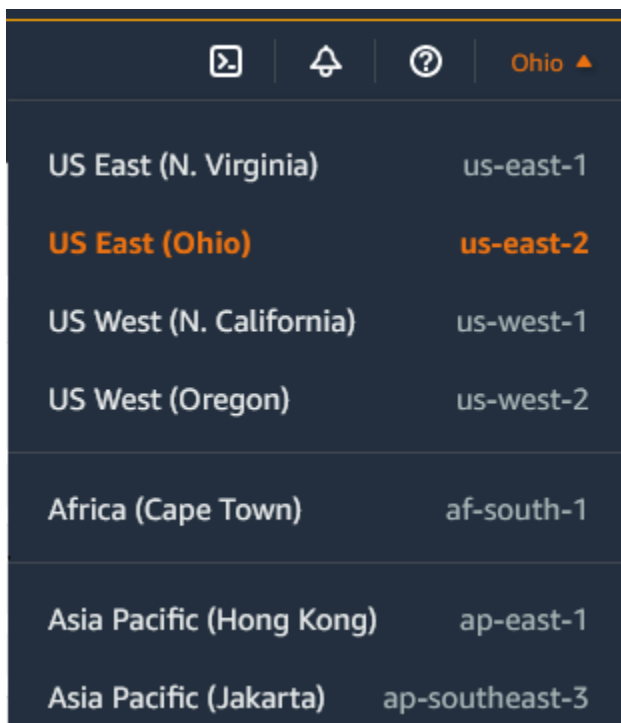 Ohio
US East (N. Virginia) us-east-1
US East (Ohio) us-east-2
US West (N. California) us-west-1
US West (Oregon) us-west-2
Africa (Cape Town) af-south-1
Asia Pacific (Hong Kong) ap-east-1
Asia Pacific (Jakarta) ap-southeast-3